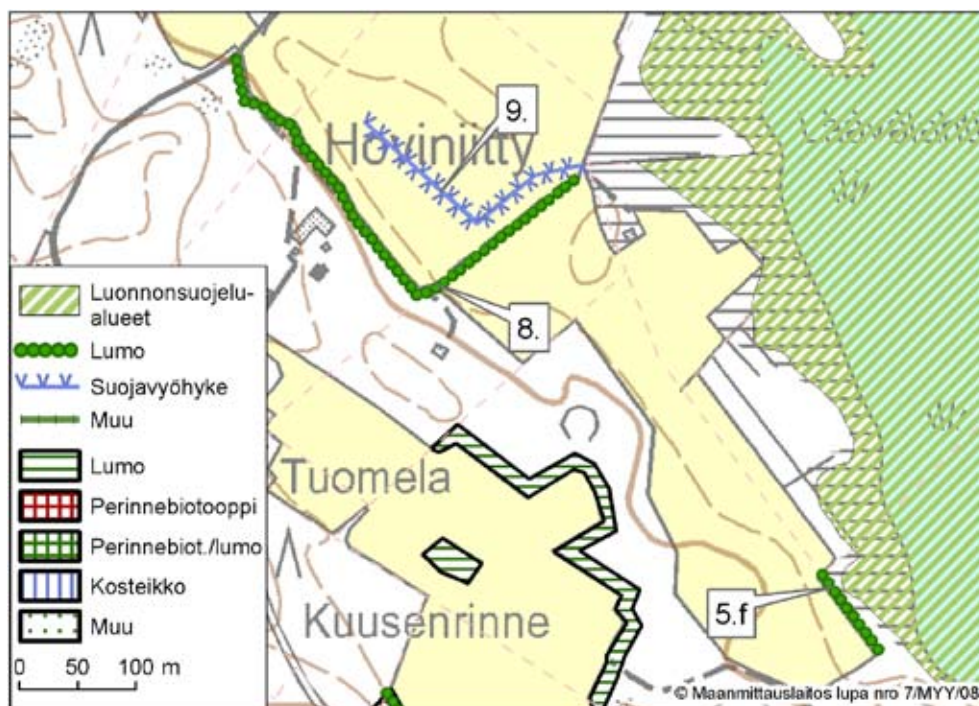 Hoviniitty
9.
8.
Luonnonsuojelu-
alueet
Lumo
Suojavyöhyke
Muu
Lumo
Perinnebiotooppi
Perinnebiot./lumo
Kosteikko
Muu
0 50 100 m
Tuomela
Kuusenrinne
5.f
© Maanmittauslaitos lupa nro 7/MYY/08